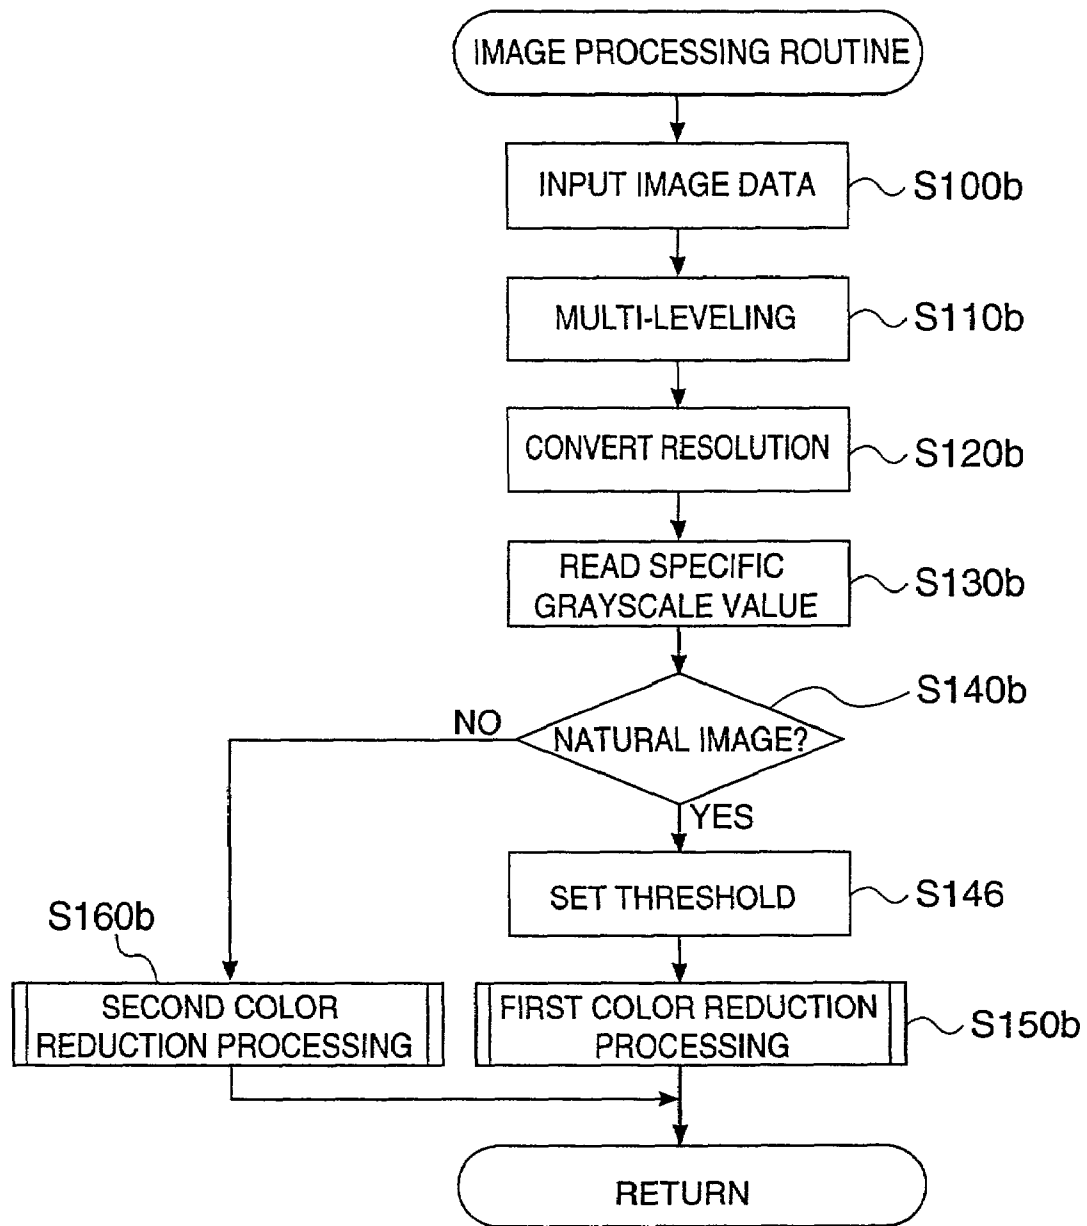 IMAGE PROCESSING ROUTINE
INPUT IMAGE DATA
S100b
MULTI-LEVELING
S110b
CONVERT RESOLUTION
S120b
READ SPECIFIC
GRAYSCALE VALUE
S130b
S140b
NO
NATURAL IMAGE?
YES
SET THRESHOLD
S146
S160b
SECOND COLOR
REDUCTION PROCESSING
FIRST COLOR REDUCTION
PROCESSING
S150b
RETURN